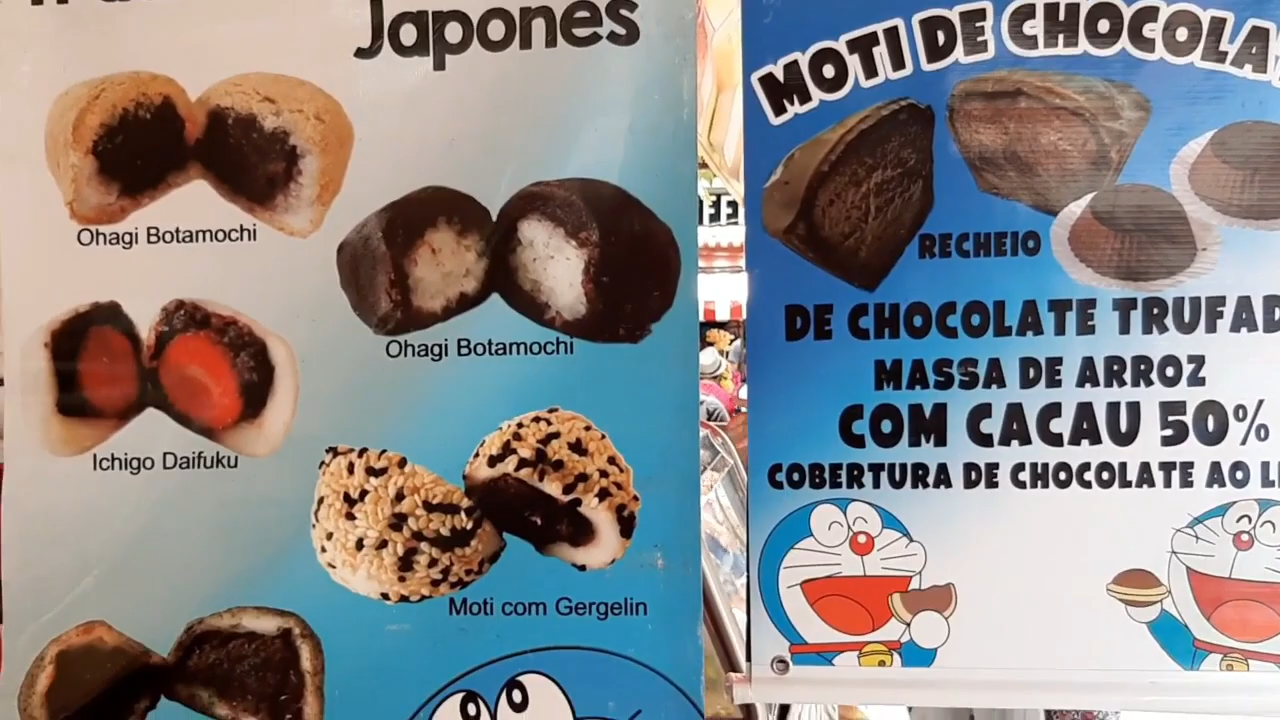 Japones
Ohagi Botamochi
Ohagi Botamochi
Ichigo Daifuku
Moti com Gergelin
MOTI DE CHOCOLA
RECHEIO
DE CHOCOLATE TRUFAD
MASSA DE ARROZ
COM CACAU 50%
COBERTURA DE CHOCOLATE AO